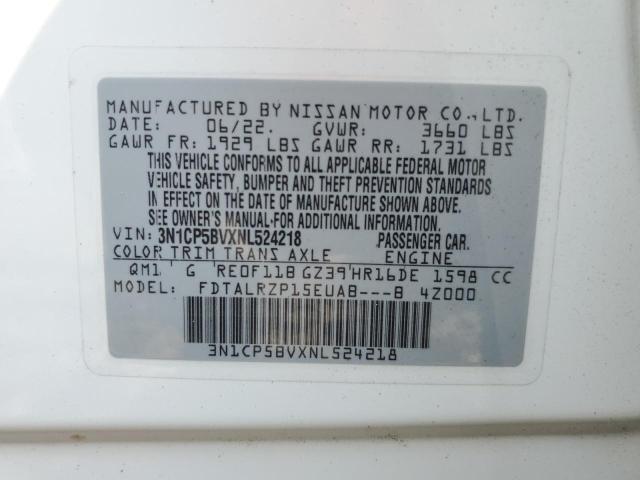 MANUFACTURED BY NISSAN MOTOR CO., LTD.
DATE: 06/22. GVWR: 3660 LBS
GAWR FR: 1929 LBS GAWR RR: 1731 LBS
THIS VEHICLE CONFORMS TO ALL APPLICABLE FEDERAL MOTOR
VEHICLE SAFETY, BUMPER AND THEFT PREVENTION STANDARDS
IN EFFECT ON THE DATE OF MANUFACTURE SHOWN ABOVE.
SEE OWNER'S MANUAL FOR ADDITIONAL INFORMATION.
VIN: 3N1CP5BVXNL524218 PASSENGER CAR.
COLOR TRIM TRANS AXLE ENGINE
QM1 G RE0F11B GZ39 HR16DE 1598 CC
MODEL: FDTALRZP15EUAB---B 4Z000
3N1CP5BVXNL524218